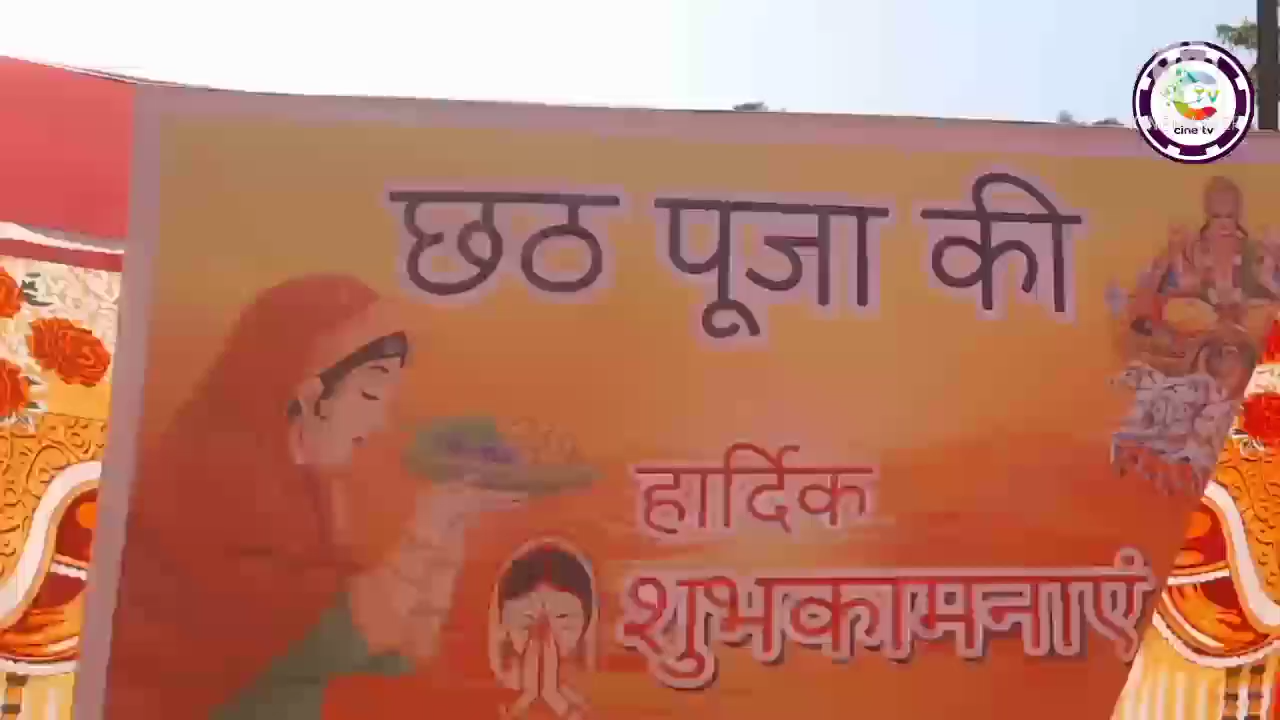 छठ पूजा की
हार्दिक
शुभकामनाएं
cine tv